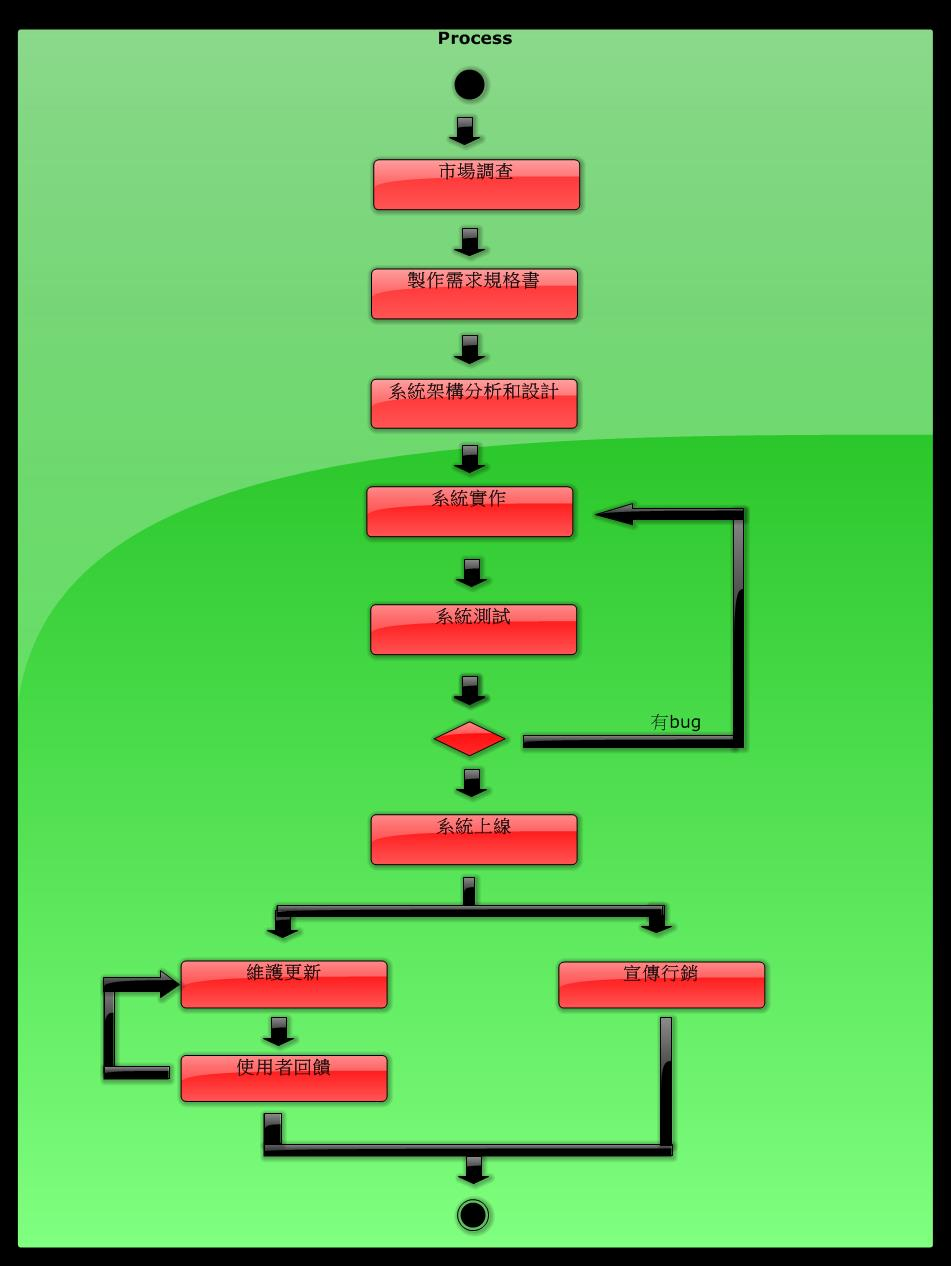 Process
市場調查
製作需求規格書
系統架構分析和設計
系統實作
系統測試
有bug
系統上線
維護更新
宣傳行銷
使用者回饋